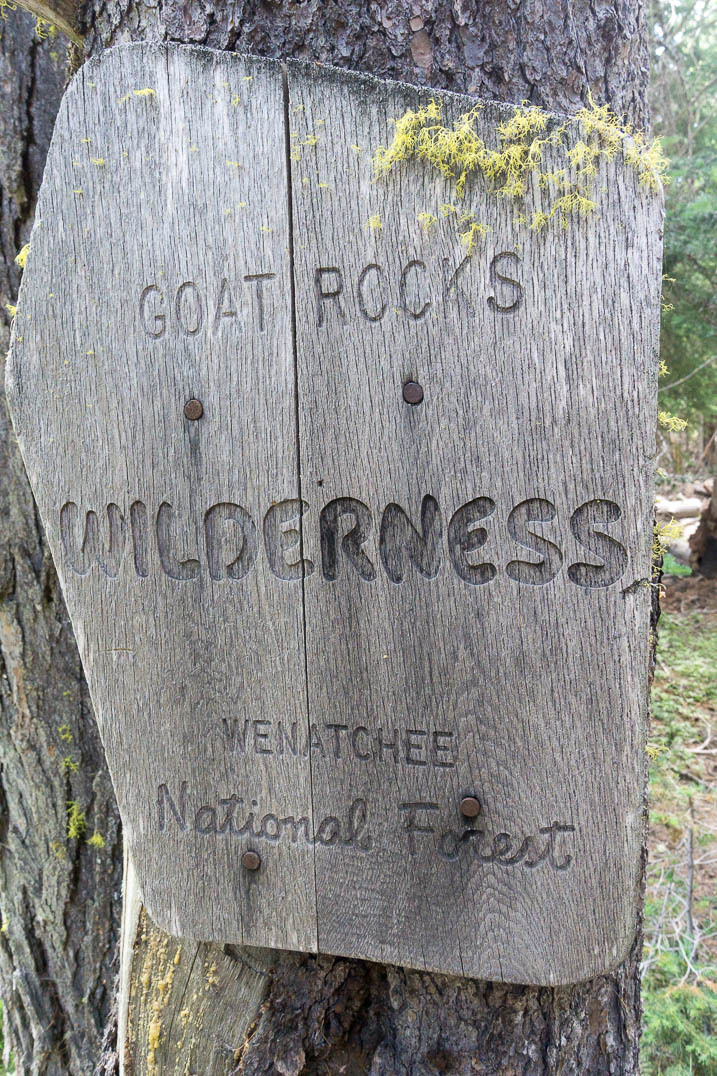 GOAT ROCKS
WILDERNESS
WENATCHEE
National Forest